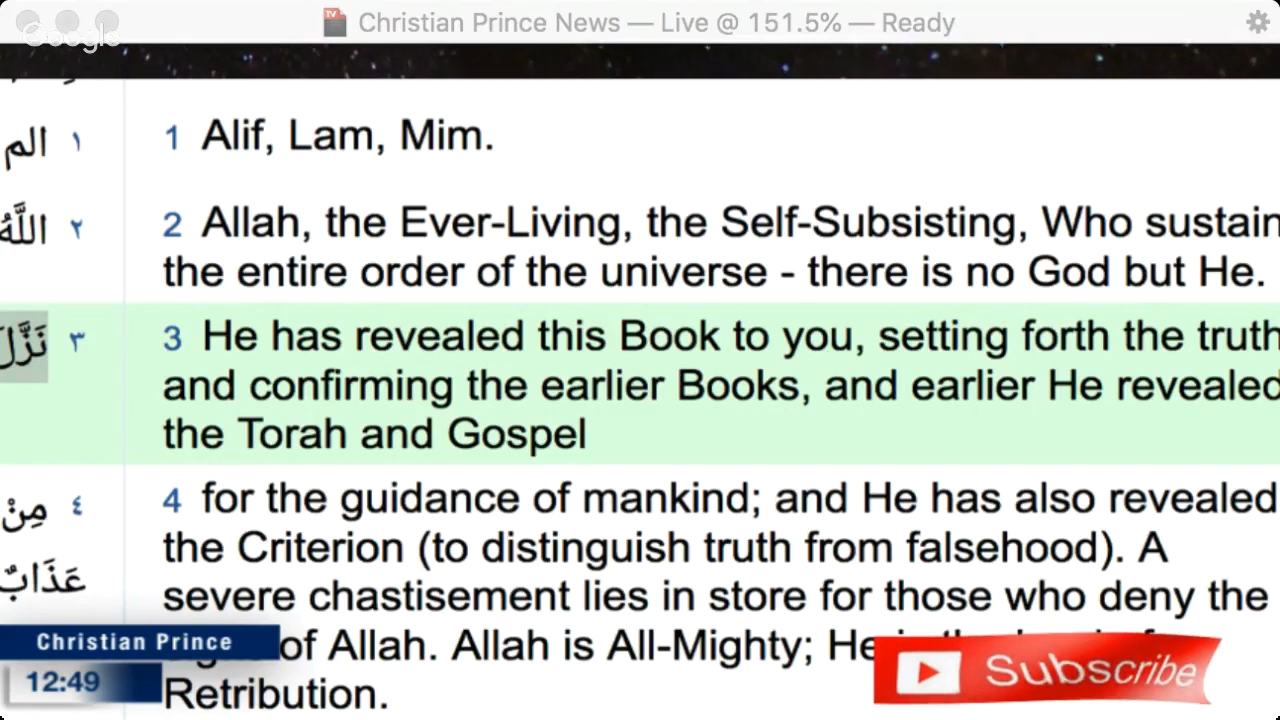 Christian Prince News — Live @ 151.5% — Ready
Google
الم ١
1 Alif, Lam, Mim.
اللَّهُ ٢
2 Allah, the Ever-Living, the Self-Subsisting, Who sustain
the entire order of the universe - there is no God but He.
نَزَّلَ ٣
3 He has revealed this Book to you, setting forth the truth
and confirming the earlier Books, and earlier He revealed
the Torah and Gospel
مِنْ ٤
4 for the guidance of mankind; and He has also revealed
the Criterion (to distinguish truth from falsehood). A
عَذَابٌ
severe chastisement lies in store for those who deny the
of Allah. Allah is All-Mighty; He
Retribution.
Christian Prince
12:49
Subscribe